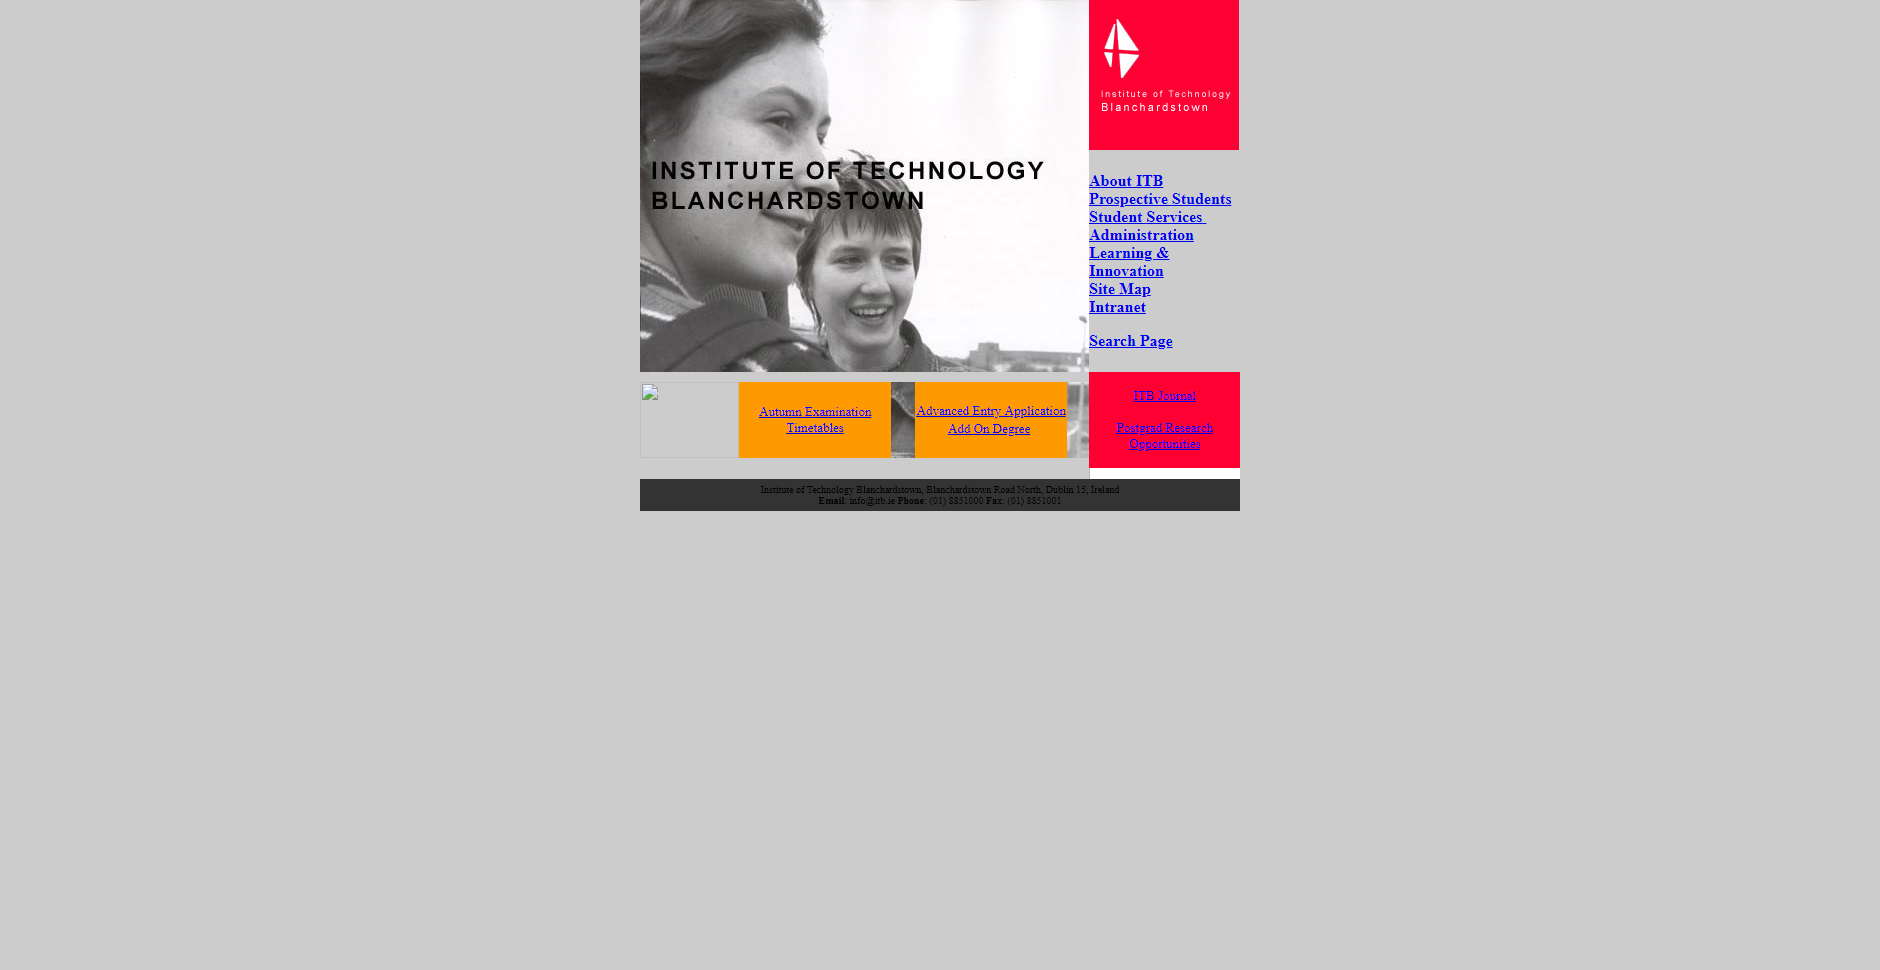 Institute of Technology
Blanchardstown
INSTITUTE OF TECHNOLOGY
BLANCHARDSTOWN
About ITB
Prospective Students
Student Services
Administration
Learning &
Innovation
Site Map
Intranet
Search Page
Autumn Examination
Timetables
Advanced Entry Application
Add On Degree
ITB Journal
Postgrad Research
Opportunities
Institute of Technology Blanchardstown, Blanchardstown Road North, Dublin 15, Ireland
Email: info@itb.ie Phone: (01) 8851000 Fax: (01) 8851001